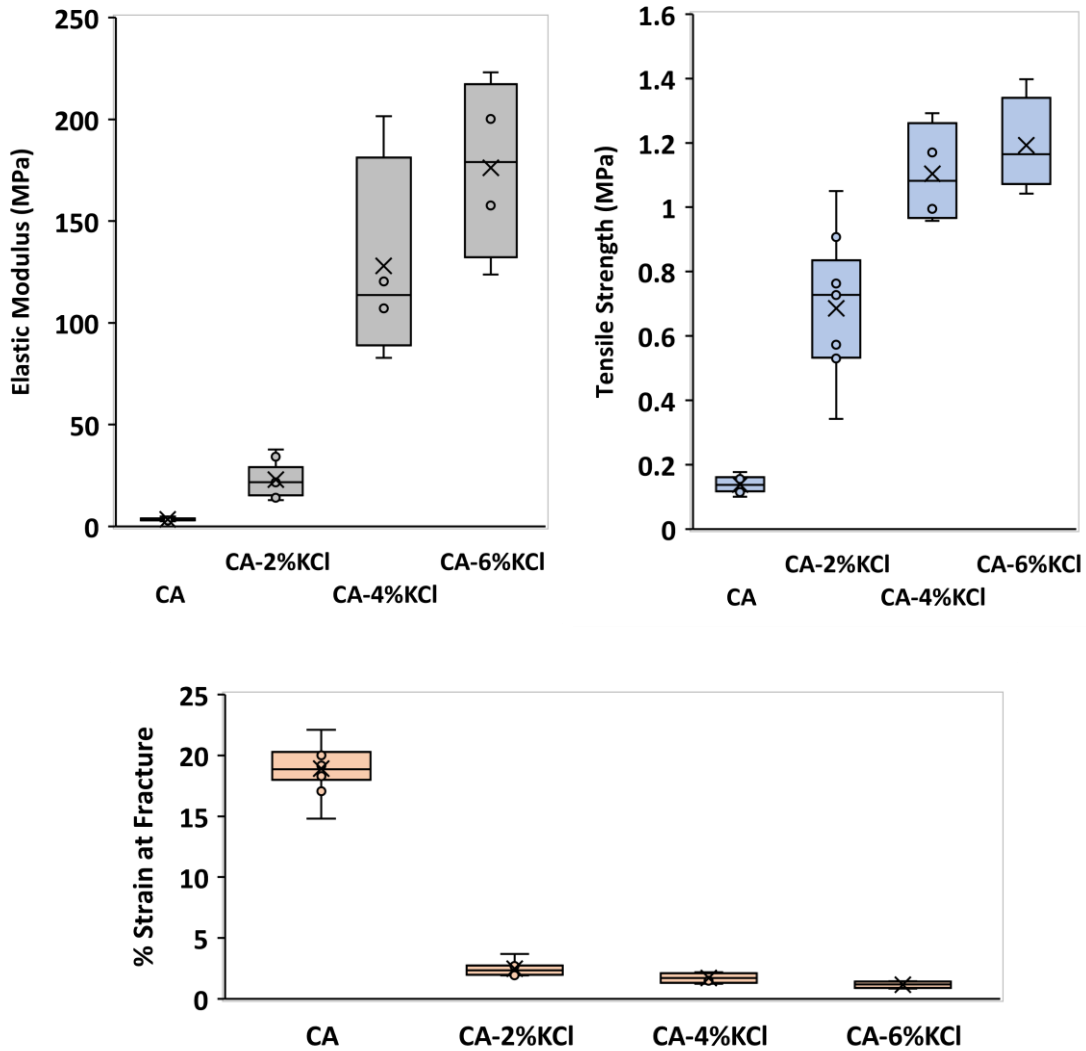 Elastic Modulus (MPa)
250
200
150
100
50
0
CA
CA-2%KCl
CA-4%KCl
CA-6%KCl
Tensile Strength (MPa)
1.6
1.4
1.2
1
0.8
0.6
0.4
0.2
0
CA
CA-2%KCl
CA-4%KCl
CA-6%KCl
% Strain at Fracture
25
20
15
10
5
0
CA
CA-2%KCl
CA-4%KCl
CA-6%KCl